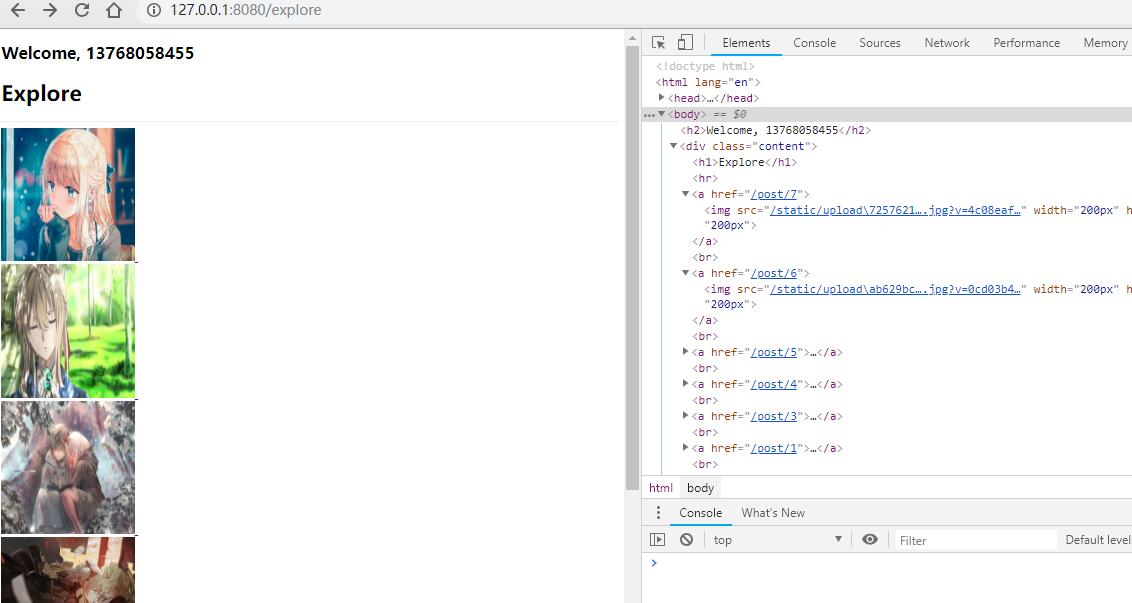 127.0.0.1:8080/explore
Welcome, 13768058455
Explore
Elements Console Sources Network Performance Memory
<!doctype html>
<html lang="en">
<head>…</head>
<body> == $0
<h2>Welcome, 13768058455</h2>
<div class="content">
<h1>Explore</h1>
<hr>
<a href="/post/7">
<img src="/static/upload\7257621….jpg?v=4c08eaf…" width="200px" h
"200px">
</a>
<br>
<a href="/post/6">
<img src="/static/upload\ab629bc….jpg?v=0cd03b4…" width="200px" h
"200px">
</a>
<br>
<a href="/post/5">…</a>
<br>
<a href="/post/4">…</a>
<br>
<a href="/post/3">…</a>
<br>
<a href="/post/1">…</a>
<br>
html body
Console What's New
top Filter Default level